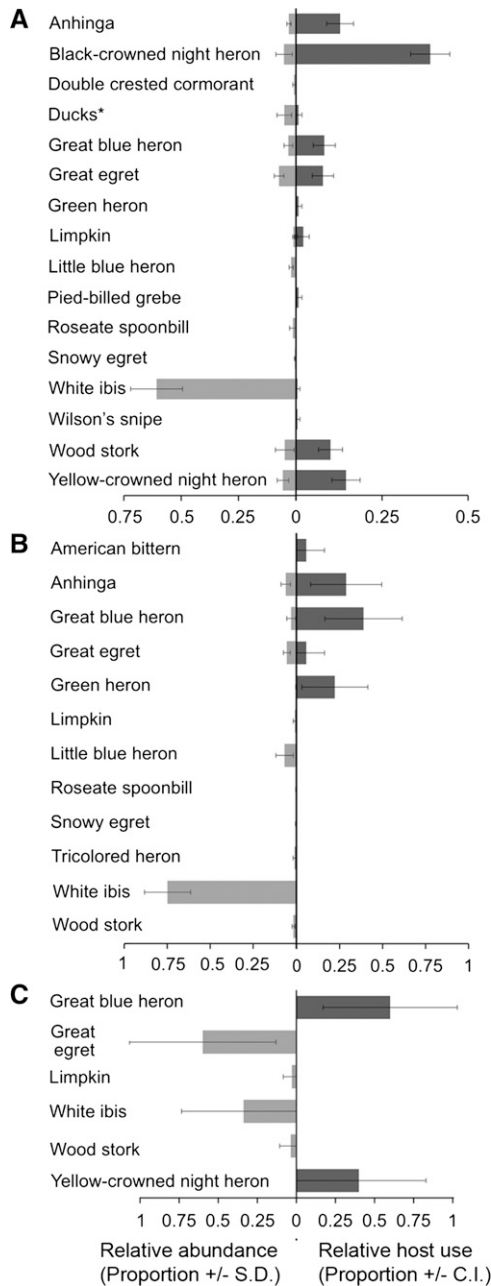 A
Anhinga
Black-crowned night heron
Double crested cormorant
Ducks*
Great blue heron
Great egret
Green heron
Limpkin
Little blue heron
Pied-billed grebe
Roseate spoonbill
Snowy egret
White ibis
Wilson's snipe
Wood stork
Yellow-crowned night heron
0.75 0.5 0.25 0 0.25 0.5
B
American bittern
Anhinga
Great blue heron
Great egret
Green heron
Limpkin
Little blue heron
Roseate spoonbill
Snowy egret
Tricolored heron
White ibis
Wood stork
1 0.75 0.5 0.25 0 0.25 0.5 0.75 1
C
Great blue heron
Great
egret
Limpkin
White ibis
Wood stork
Yellow-crowned night heron
1 0.75 0.5 0.25 0 0.25 0.5 0.75 1
Relative abundance
(Proportion +/- S.D.)
Relative host use
(Proportion +/- C.I.)